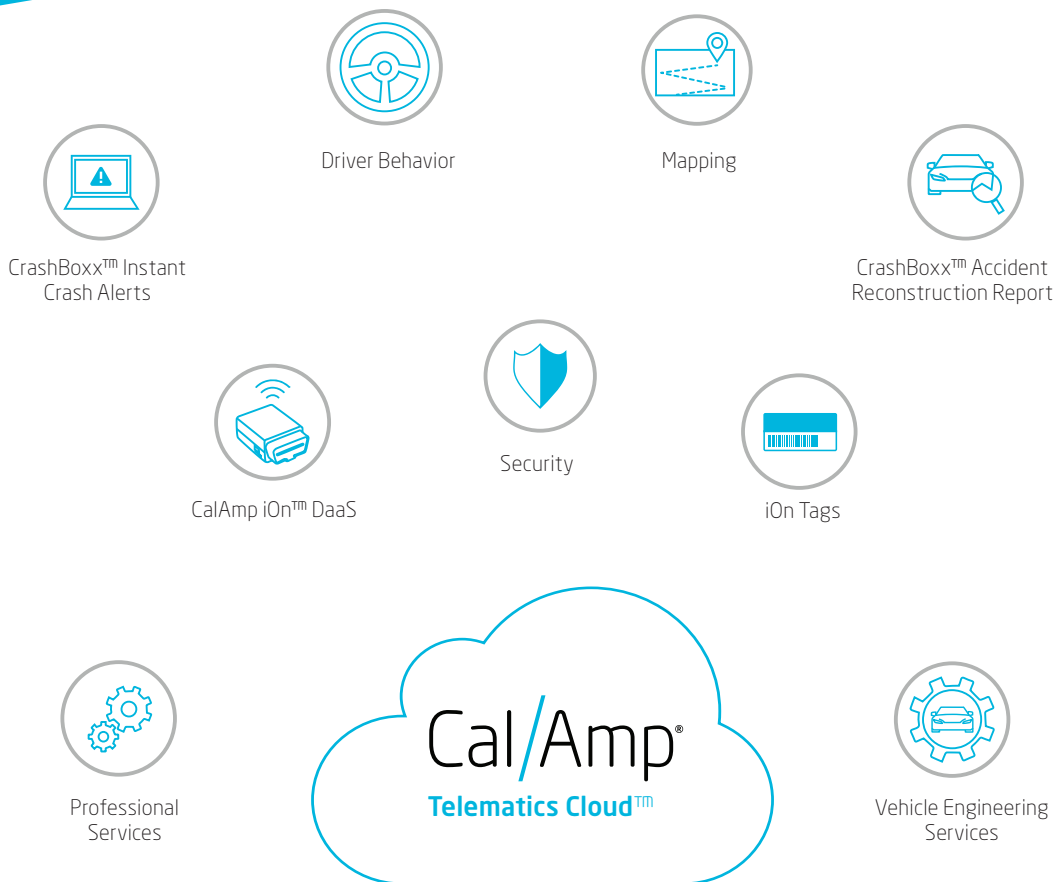 Driver Behavior
Mapping
CrashBoxx™ Instant
Crash Alerts
CrashBoxx™ Accident
Reconstruction Report
Security
CalAmp iOn™ DaaS
iOn Tags
Cal/Amp®
Telematics Cloud™
Professional
Services
Vehicle Engineering
Services